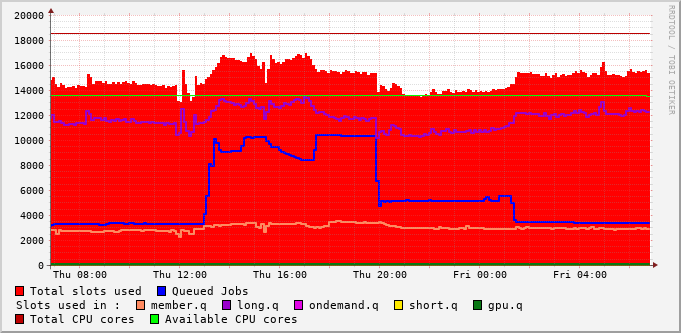 20000
18000
16000
14000
12000
10000
8000
6000
4000
2000
0
Thu 08:00 Thu 12:00 Thu 16:00 Thu 20:00 Fri 00:00 Fri 04:00
RRDTOOL / TOBI OETIKER
Total slots used Queued Jobs
Slots used in : member.q long.q ondemand.q short.q gpu.q
Total CPU cores Available CPU cores